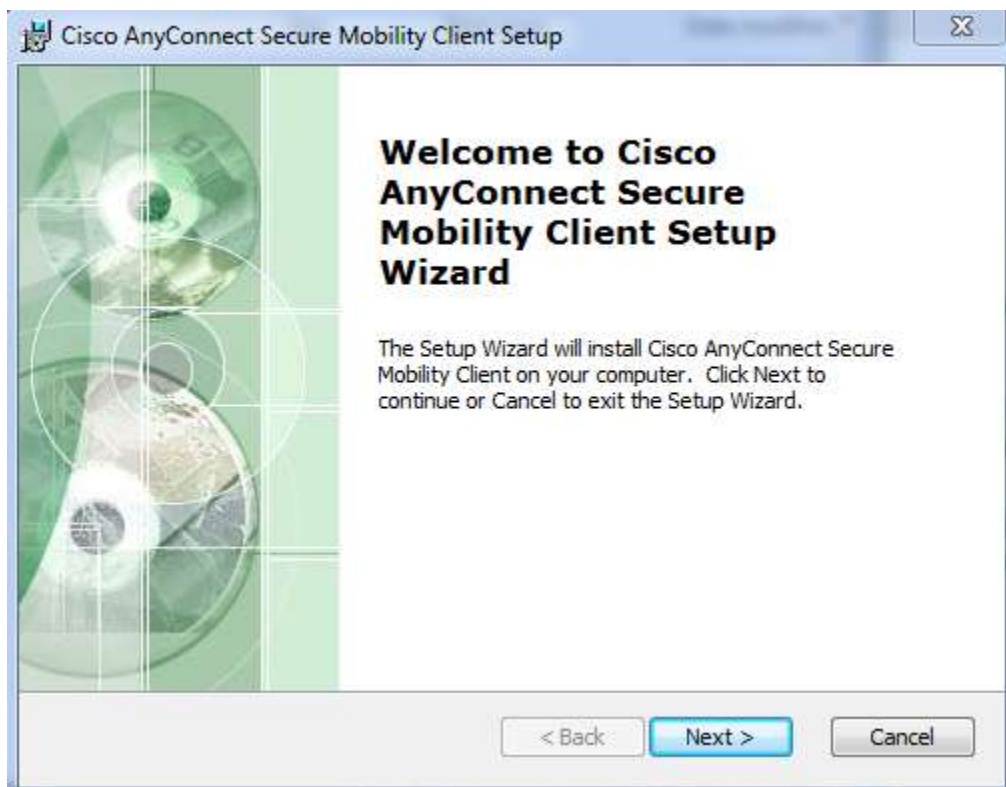 Cisco AnyConnect Secure Mobility Client Setup
Welcome to Cisco
AnyConnect Secure
Mobility Client Setup
Wizard
The Setup Wizard will install Cisco AnyConnect Secure
Mobility Client on your computer.  Click Next to
continue or Cancel to exit the Setup Wizard.
< Back
Next >
Cancel